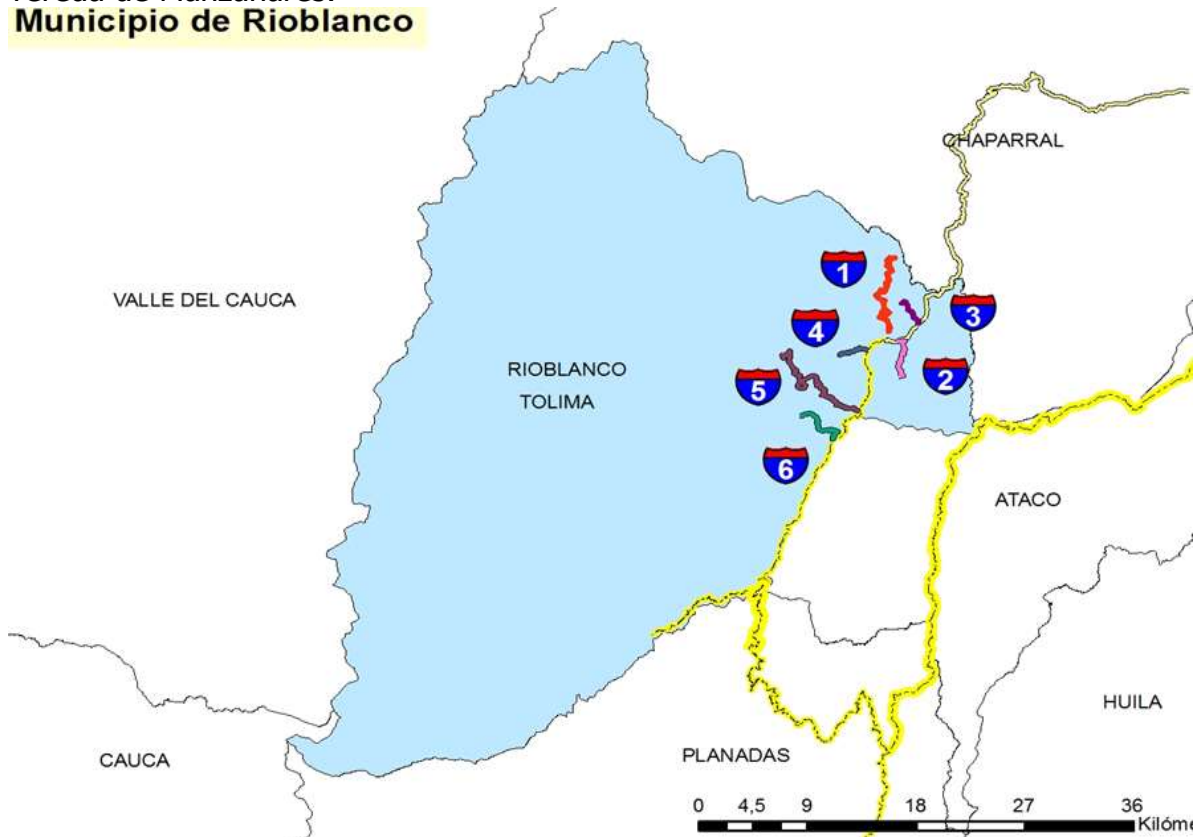 Municipio de Rioblanco
CHAPARRAL
VALLE DEL CAUCA
1
3
4
RIOBLANCO
TOLIMA
5
2
6
ATACO
HUILA
CAUCA
PLANADAS
0 4,5 9 18 27 36
Kilóme